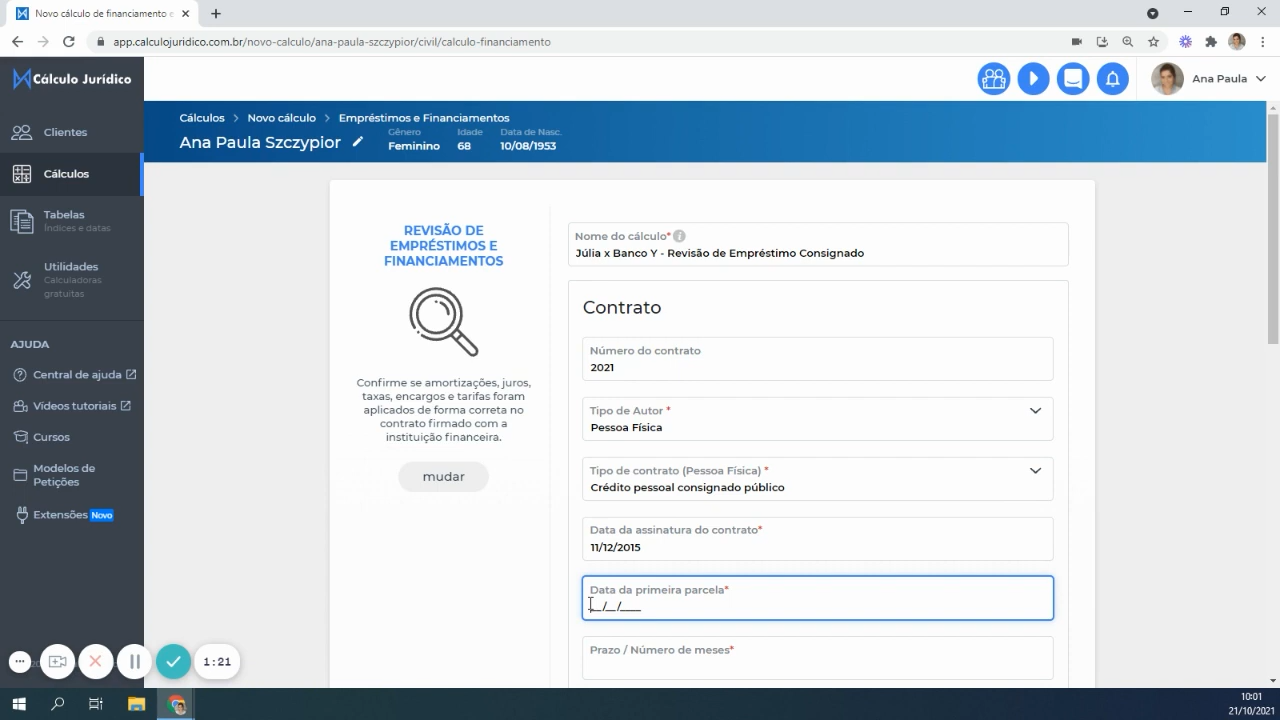 Novo cálculo de financiamento c
app.calculojuridico.com.br/novo-calculo/ana-paula-szczypior/civil/calculo-financiamento
Cálculo Jurídico
Ana Paula
Clientes
Cálculos
Tabelas
Índices e datas
Utilidades
Calculadoras
gratuitas
AJUDA
Central de ajuda
Vídeos tutoriais
Cursos
Modelos de
Petições
Extensões Novo
Cálculos > Novo cálculo > Empréstimos e Financiamentos
Ana Paula Szczypior
Gênero
Feminino
Idade
68
Data de Nasc.
10/08/1953
REVISÃO DE
EMPRÉSTIMOS E
FINANCIAMENTOS
Confirme se amortizações, juros,
taxas, encargos e tarifas foram
aplicados de forma correta no
contrato firmado com a
instituição financeira.
mudar
Nome do cálculo*
Júlia x Banco Y - Revisão de Empréstimo Consignado
Contrato
Número do contrato
2021
Tipo de Autor *
Pessoa Física
Tipo de contrato (Pessoa Física) *
Crédito pessoal consignado público
Data da assinatura do contrato*
11/12/2015
Data da primeira parcela*
__/__/____
Prazo / Número de meses*
1:21
10:01
21/10/2021